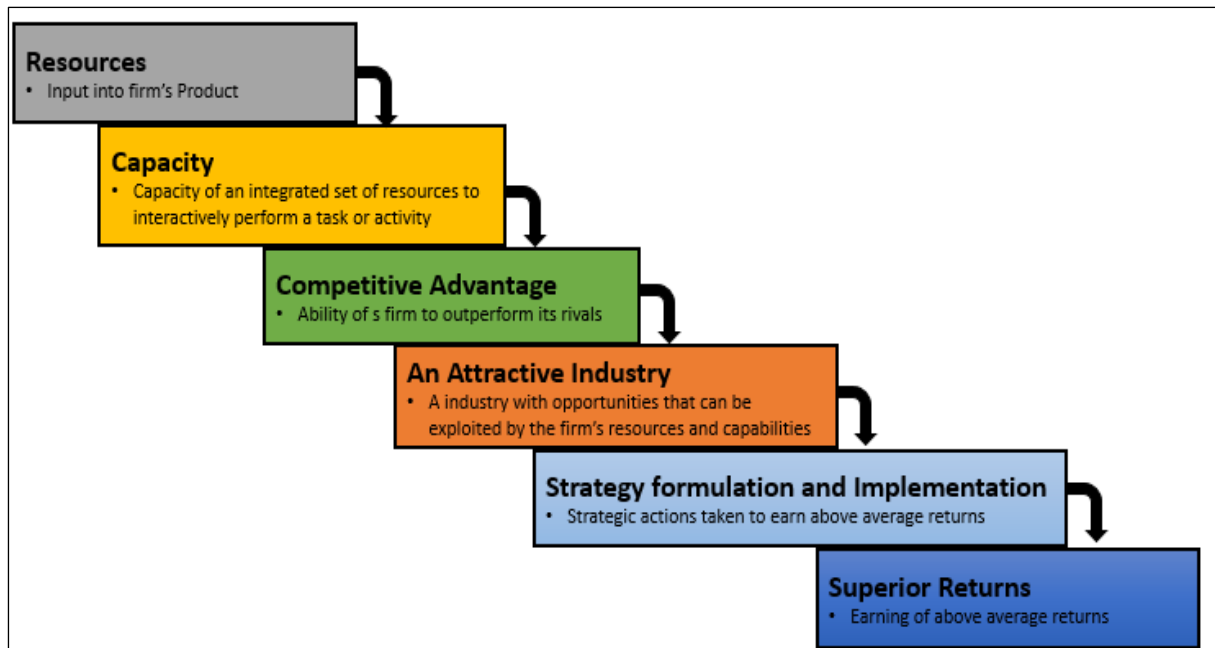 Resources
• Input into firm's Product
Capacity
• Capacity of an integrated set of resources to
interactively perform a task or activity
Competitive Advantage
• Ability of s firm to outperform its rivals
An Attractive Industry
• A industry with opportunities that can be
exploited by the firm's resources and capabilities
Strategy formulation and Implementation
• Strategic actions taken to earn above average returns
Superior Returns
• Earning of above average returns